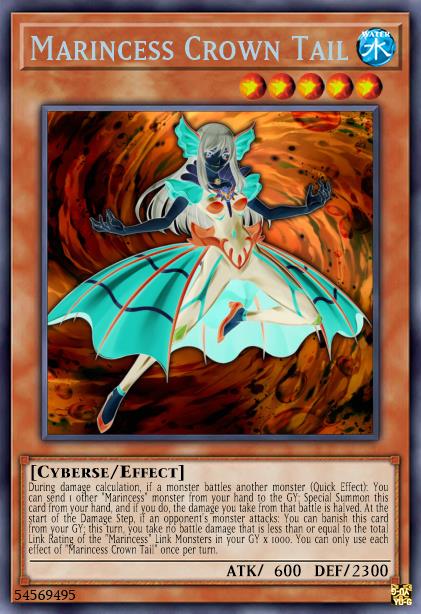 Marincess Crown Tail
WATER
水
[Cyberse/Effect]
During damage calculation, if a monster battles another monster (Quick Effect): You
can send 1 other "Marincess" monster from your hand to the GY; Special Summon
this card from your hand, and if you do, the damage you take from that battle is halved. At
the start of the Damage Step, if an opponent's monster attacks: You can banish this card
from your GY; this turn, you take no battle damage that is less than or equal to the total
Link Rating of the "Marincess" Link Monsters in your GY x 1000. You can only use each
effect of "Marincess Crown Tail" once per turn.
ATK/ 600 DEF/2300
54569495